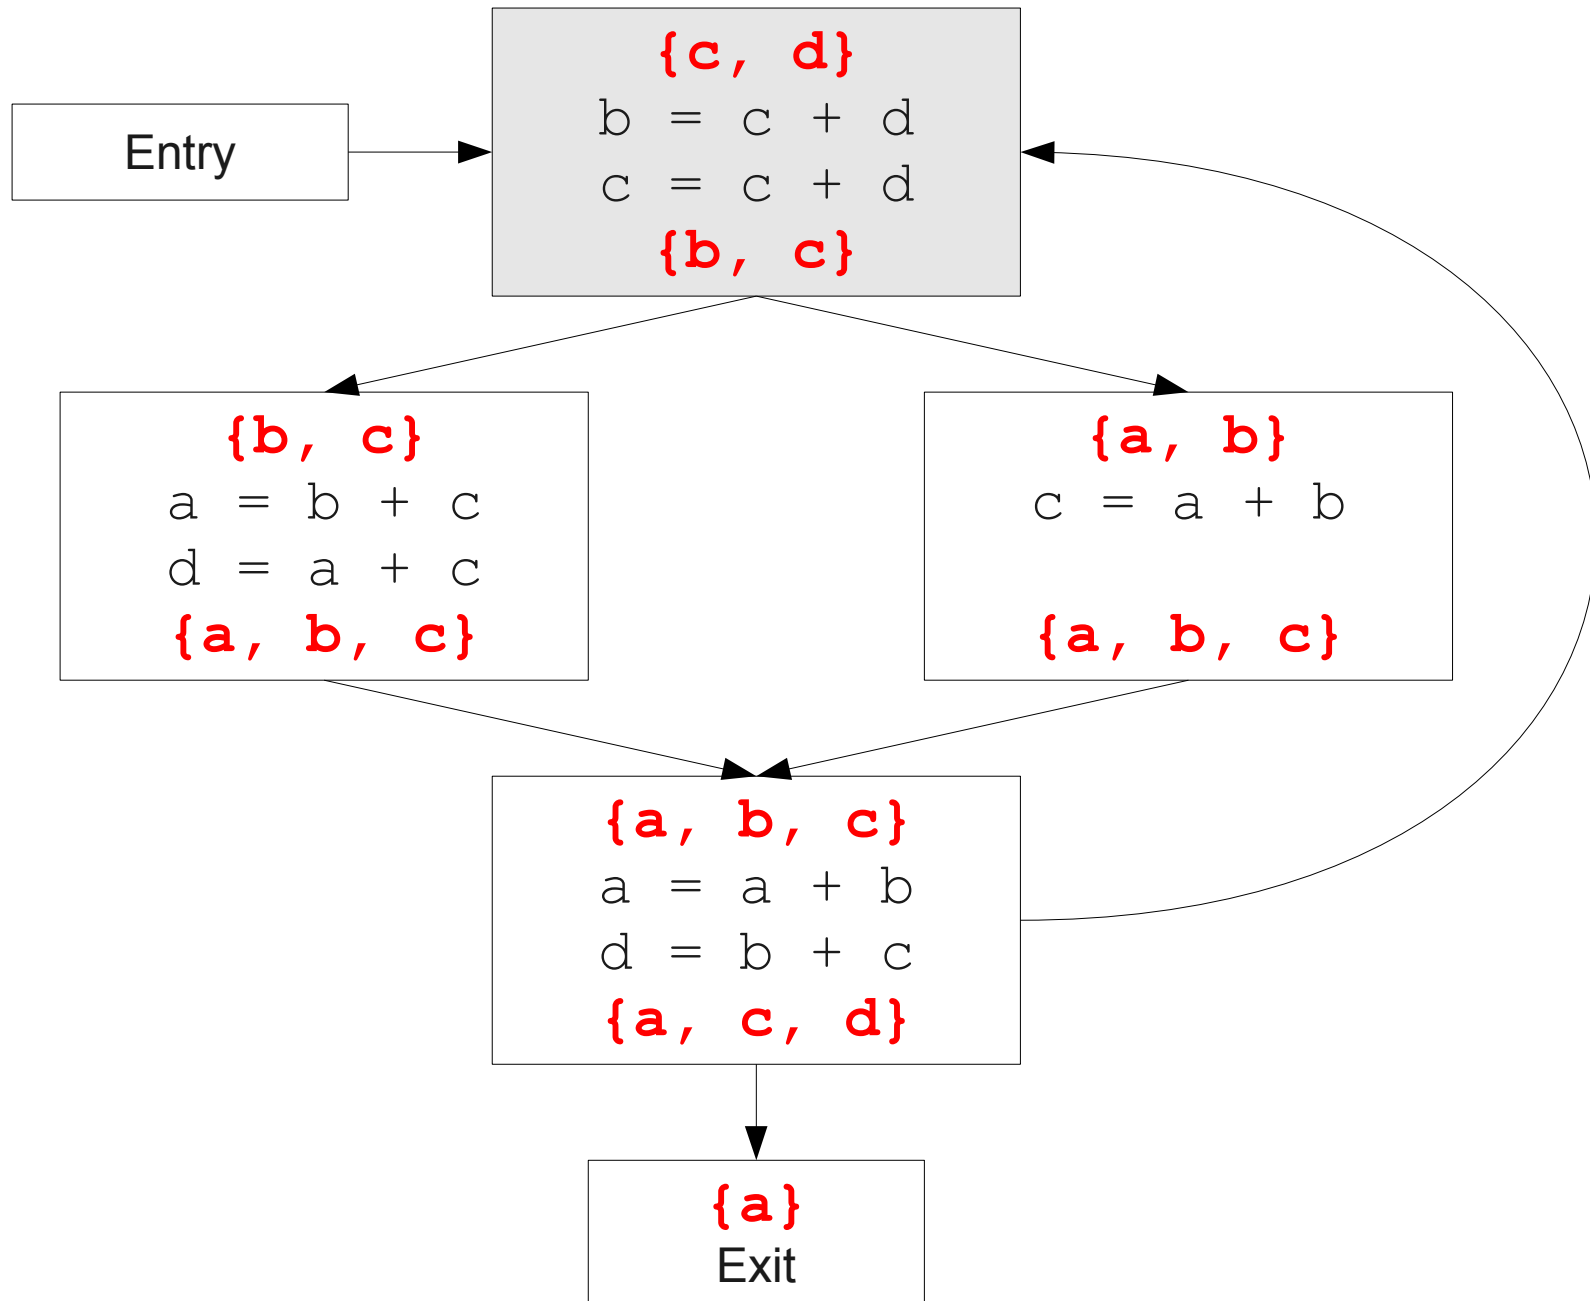 {c, d}
b = c + d
c = c + d
{b, c}
Entry
{b, c}
a = b + c
d = a + c
{a, b, c}
{a, b}
c = a + b
{a, b, c}
{a, b, c}
a = a + b
d = b + c
{a, c, d}
{a}
Exit